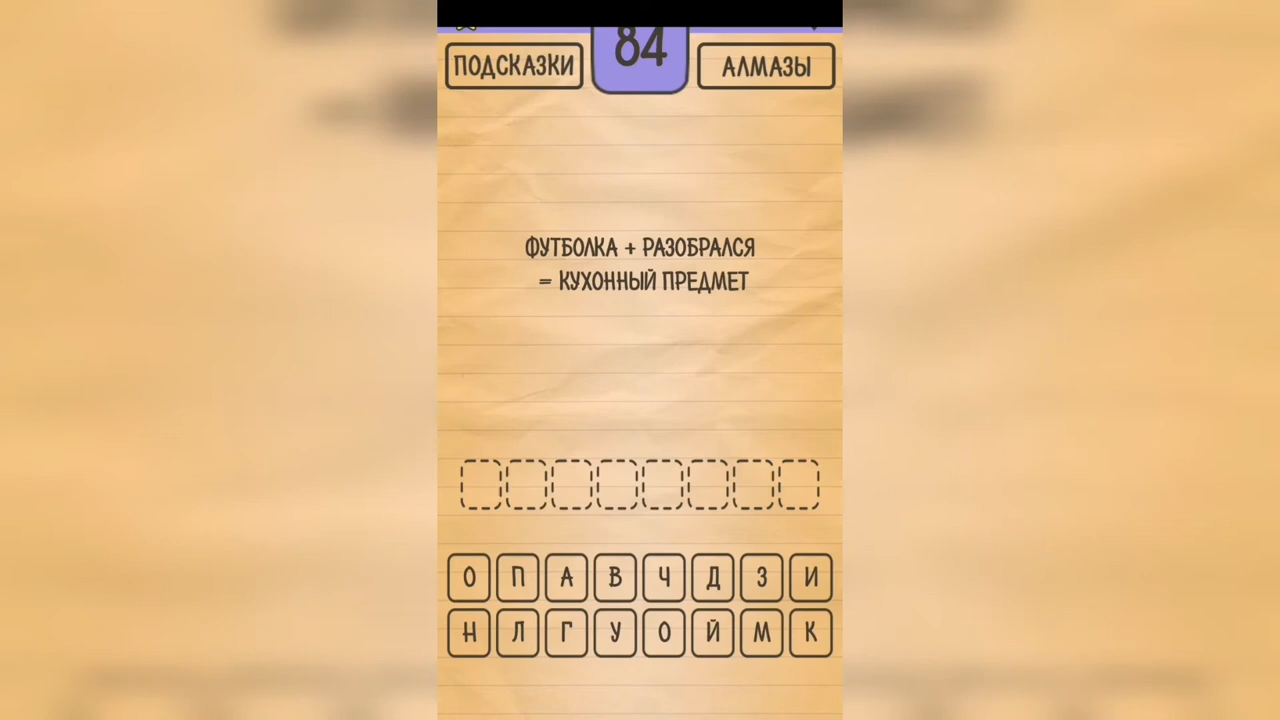 84
ПОДСКАЗКИ
АЛМАЗЫ
ФУТБОЛКА + РАЗОБРАЛСЯ
= КУХОННЫЙ ПРЕДМЕТ
О П А В Ч Д З И
Н Л Г У О Й М К